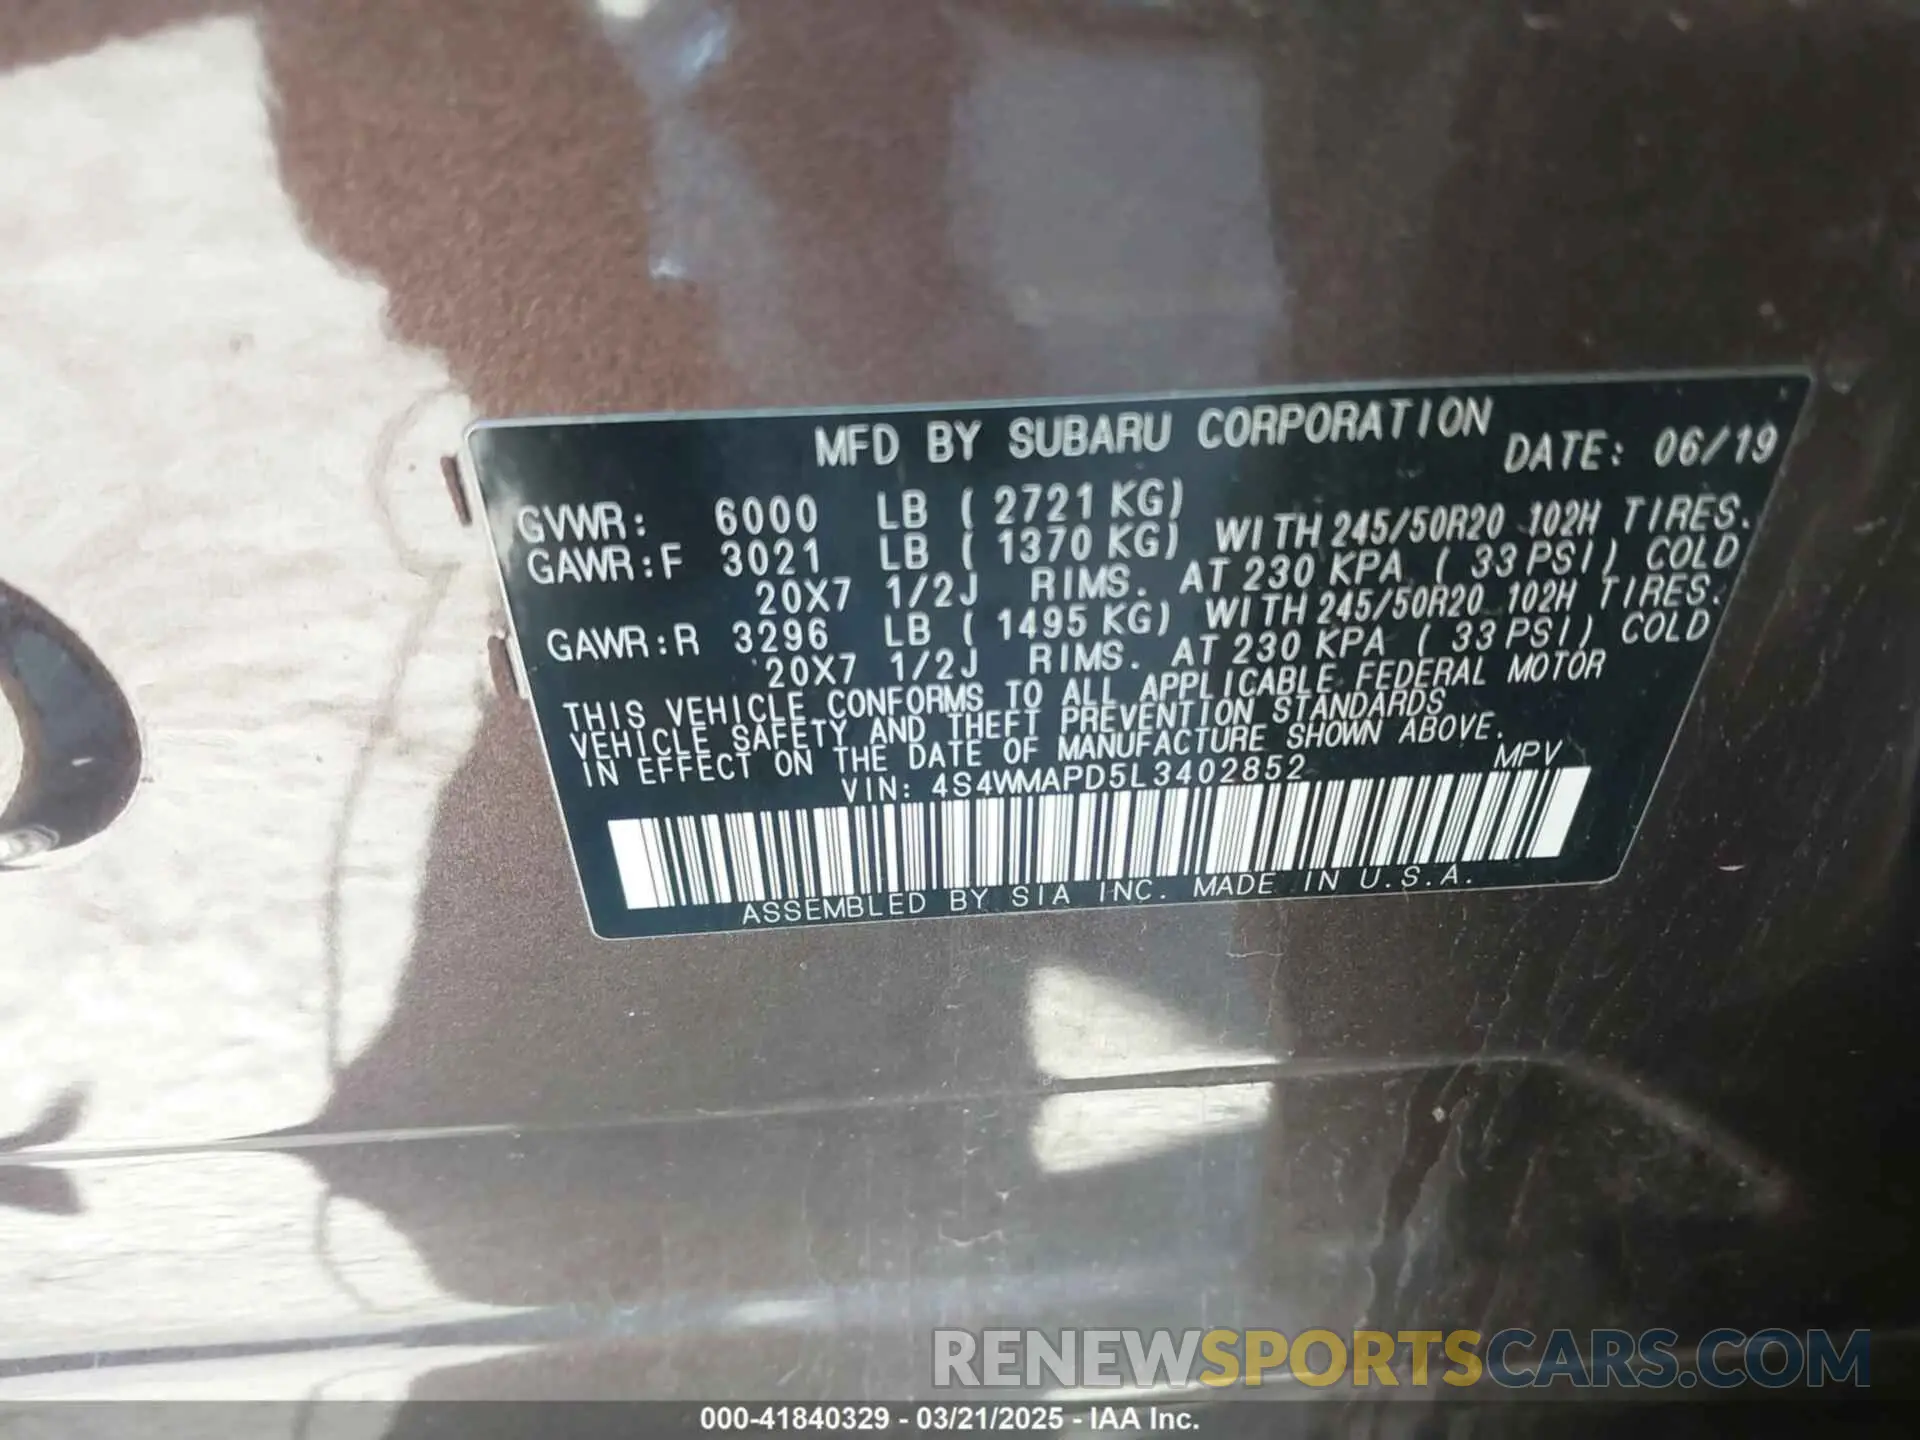 MFD BY SUBARU CORPORATION DATE: 06/19
GVWR: 6000 LB ( 2721 KG)
GAWR:F 3021 LB ( 1370 KG) WITH 245/50R20 102H TIRES.
20X7 1/2J RIMS. AT 230 KPA ( 33 PSI) COLD
GAWR:R 3296 LB ( 1495 KG) WITH 245/50R20 102H TIRES.
20X7 1/2J RIMS. AT 230 KPA ( 33 PSI) COLD
THIS VEHICLE CONFORMS TO ALL APPLICABLE FEDERAL MOTOR
VEHICLE SAFETY AND THEFT PREVENTION STANDARDS
IN EFFECT ON THE DATE OF MANUFACTURE SHOWN ABOVE.
VIN: 4S4WMAPD5L3402852 MPV
ASSEMBLED BY SIA INC. MADE IN U.S.A.
RENEWSPORTSCARS.COM
000-41840329 - 03/21/2025 - IAA Inc.